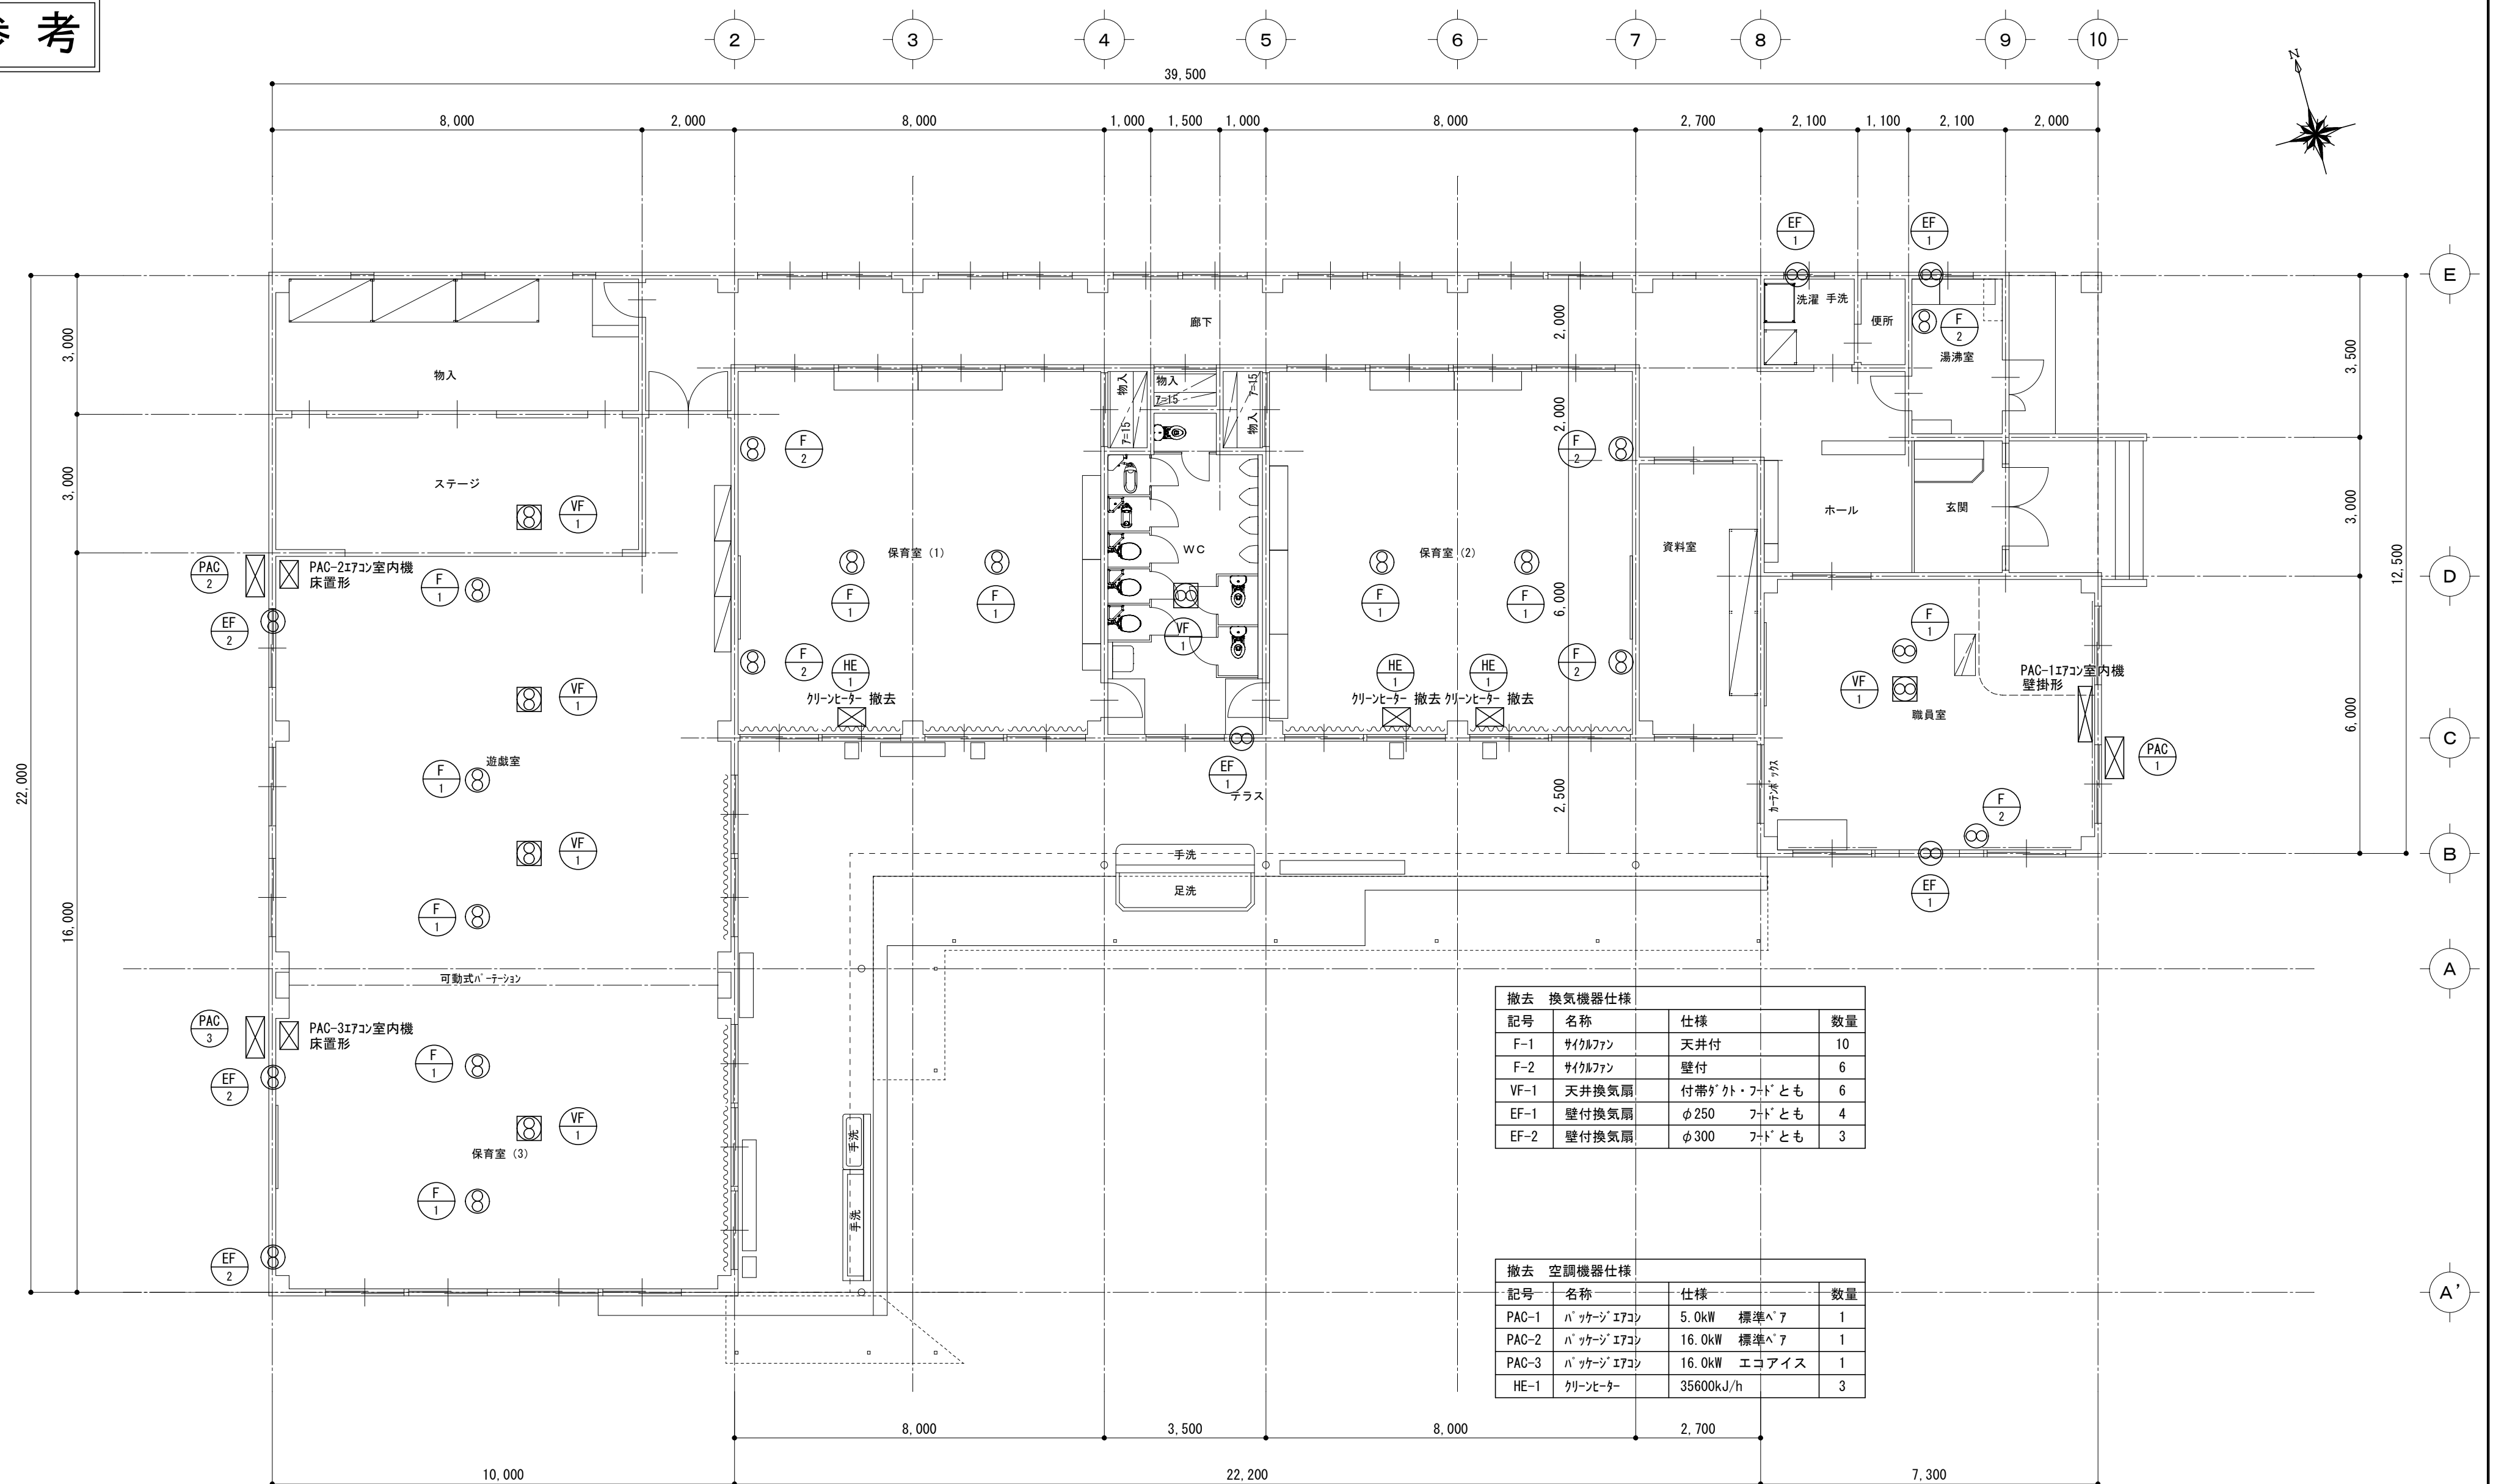 参 考
2 3 4 5 6 7 8 9 10
39,500
8,000 2,000 8,000 1,000 1,500 1,000 8,000 2,700 2,100 1,100 2,100 2,000
N
EF 1
EF 1
E
洗濯 手洗
便所
F 2
湯沸室
廊下
2,000
3,000
3,500
物入
物入
物入
物入
7=15
7=15
7=15
2,000
F 2
F 2
3,000
ステージ
VF 1
ホール
玄関
3,000
12,500
保育室 (1)
WC
保育室 (2)
資料室
PAC 2
PAC-2エアコン室内機
床置形
F 1
F 1
F 1
F 1
F 1
6,000
D
EF 2
VF 1
F 1
F 2
HE 1
HE 1
HE 1
F 2
クリーンヒーター 撤去
クリーンヒーター 撤去
クリーンヒーター 撤去
VF 1
VF 1
PAC-1エアコン室内機
壁掛形
職員室
6,000
C
PAC 1
遊戯室
F 1
22,000
EF 1
テラス
2,500
カーテンボックス
F 2
VF 1
手洗
足洗
B
EF 1
F 1
16,000
可動式パーテーション
A
PAC 3
PAC-3エアコン室内機
床置形
F 1
EF 2
VF 1
保育室 (3)
手洗
手洗
F 1
EF 2
撤去 換気機器仕様
記号 名称 仕様 数量
F-1 サイクルファン 天井付 10
F-2 サイクルファン 壁付 6
VF-1 天井換気扇 付帯ダクト・フードとも 6
EF-1 壁付換気扇 φ250 フードとも 4
EF-2 壁付換気扇 φ300 フードとも 3
撤去 空調機器仕様
記号 名称 仕様 数量
PAC-1 パッケージエアコン 5.0kW 標準ペア 1
PAC-2 パッケージエアコン 16.0kW 標準ペア 1
PAC-3 パッケージエアコン 16.0kW エコアイス 1
HE-1 クリーンヒーター 35600kJ/h 3
A'
8,000 3,500 8,000 2,700
10,000 22,200 7,300